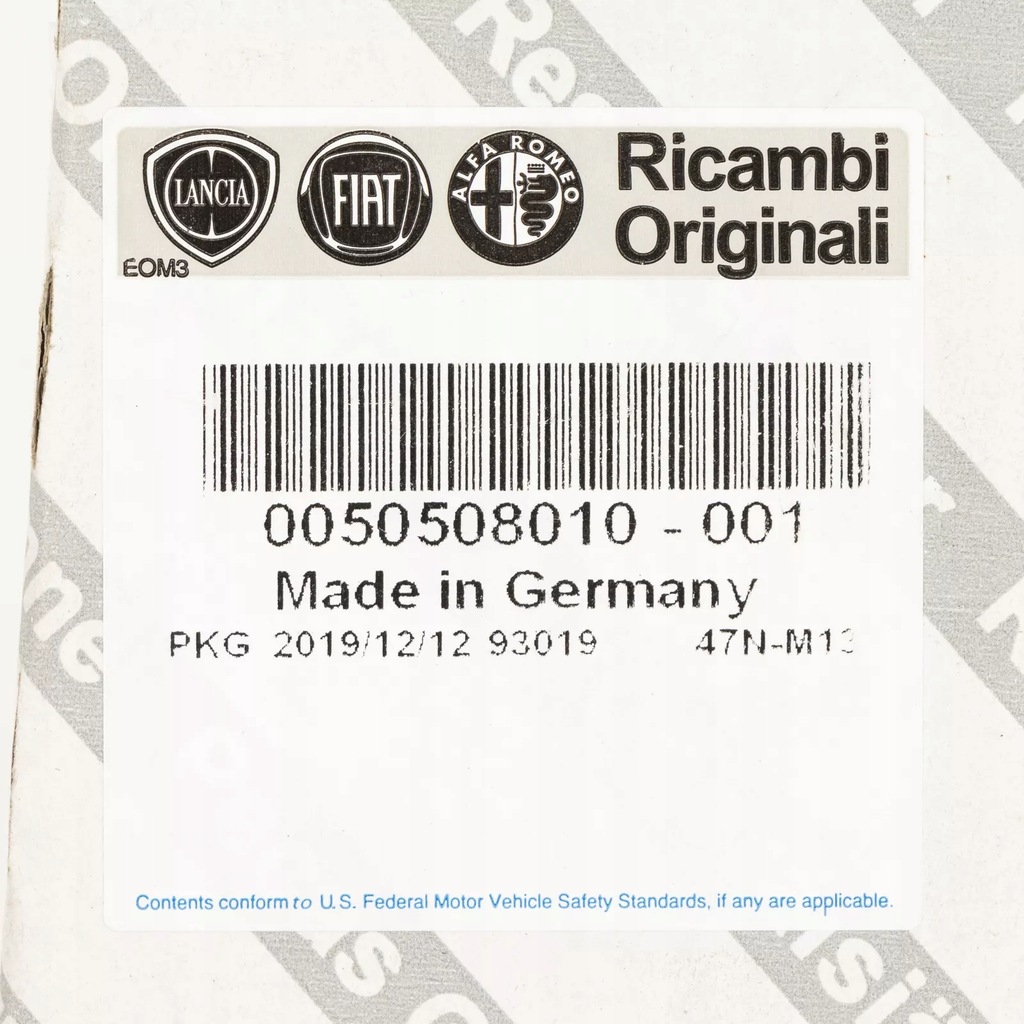 LANCIA
FIAT
ALFA ROMEO
Ricambi
Originali
EOM3
0050508010 - 001
Made in Germany
PKG 2019/12/12 93019 47N-M13
Contents conform to U.S. Federal Motor Vehicle Safety Standards, if any are applicable.